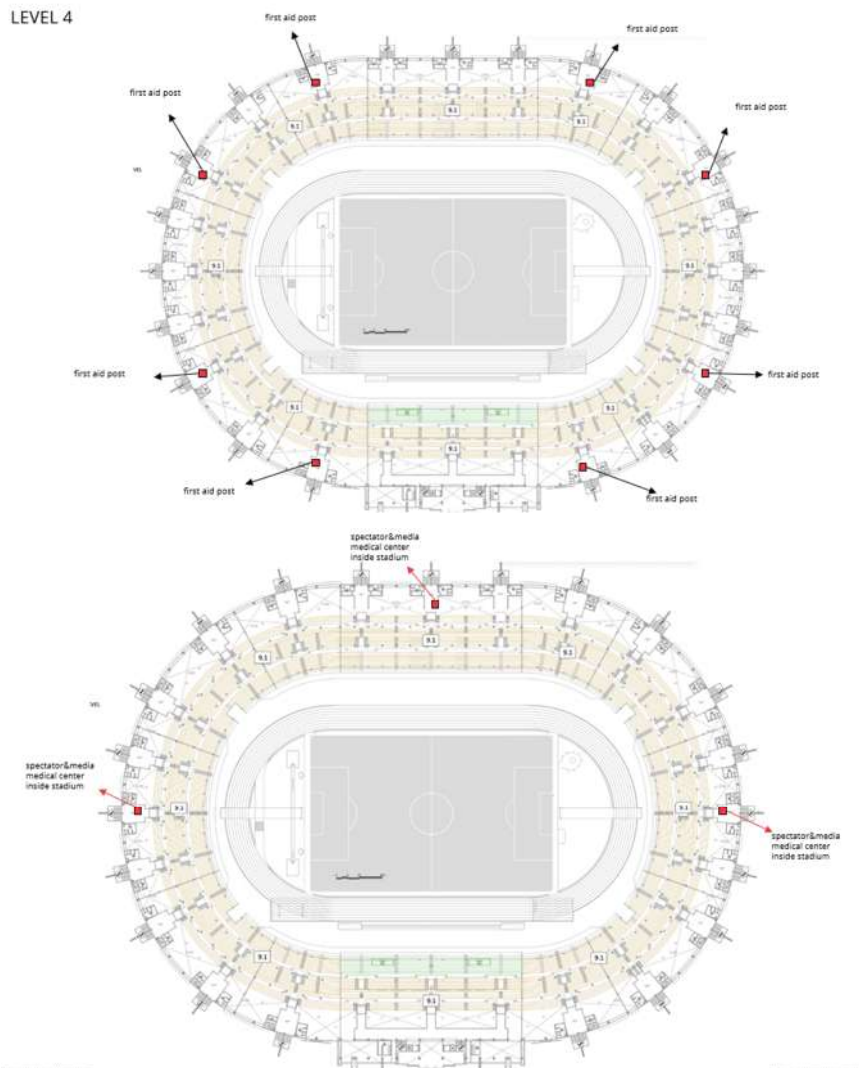 LEVEL 4
first aid post
first aid post
first aid post
first aid post
9.1
9.1
9.1
9.1
9.1
first aid post
first aid post
9.1
9.1
9.1
first aid post
first aid post
spectator&media
medical center
inside stadium
9.1
9.1
9.1
spectator&media
medical center
inside stadium
9.1
9.1
spectator&media
medical center
inside stadium
9.1
9.1
9.1